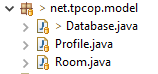 > net.tpcop.model
> Database.java
Profile.java
Room.java